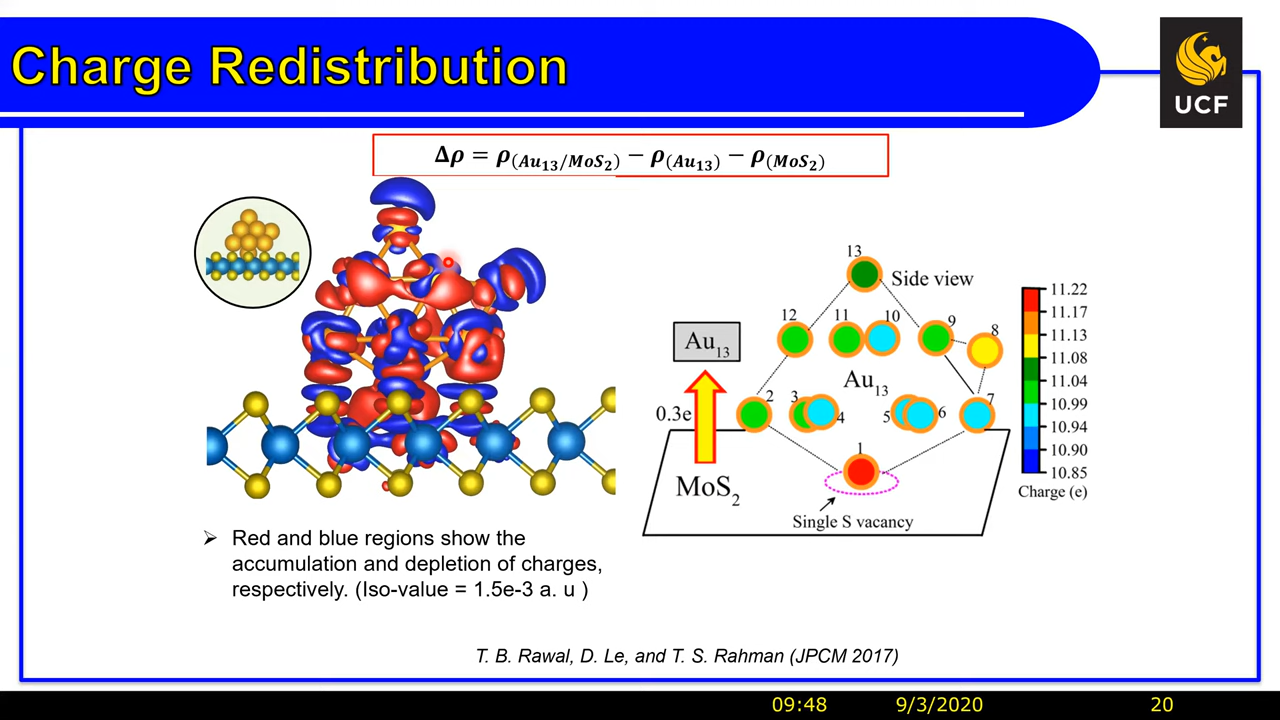 Charge Redistribution
UCF
Δρ = ρ(Au₁₃/MoS₂) − ρ(Au₁₃) − ρ(MoS₂)
13
Side view
12
11
10
9
8
Au₁₃
Au₁₃
0.3e
2
3
4
5
6
7
1
MoS₂
Single S vacancy
11.22
11.17
11.13
11.08
11.04
10.99
10.94
10.90
10.85
Charge (e)
➢ Red and blue regions show the
accumulation and depletion of charges,
respectively. (Iso-value = 1.5e-3 a. u )
T. B. Rawal, D. Le, and T. S. Rahman (JPCM 2017)
09:48 9/3/2020 20